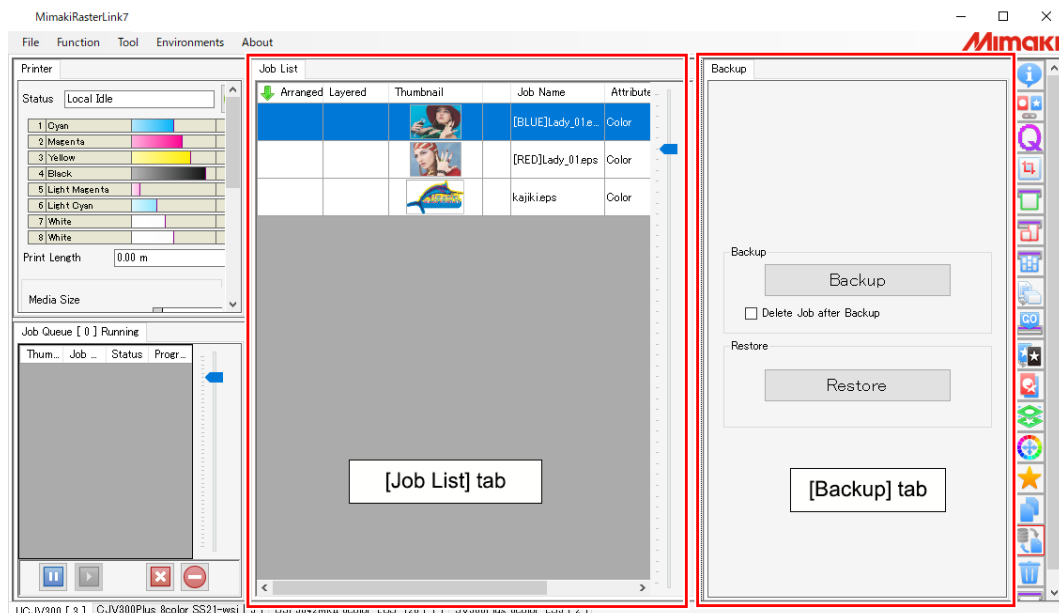 MimakiRasterLink7
File Function Tool Environments About
Mimaki
Printer
Status Local Idle
1 Cyan
2 Magenta
3 Yellow
4 Black
5 Light Magenta
6 Light Cyan
7 White
8 White
Print Length 0.00 m
Media Size
Job Queue [ 0 ] Running
Thum... Job ... Status Progr...
Job List
Arranged Layered Thumbnail Job Name Attribute
[BLUE]Lady_01.e... Color
[RED]Lady_01.eps Color
kajiki.eps Color
[Job List] tab
Backup
Backup
Backup
Delete Job after Backup
Restore
Restore
[Backup] tab
Q
GO
UCJV300 [ 3 ] CJV300Plus 8color SS21-wsi